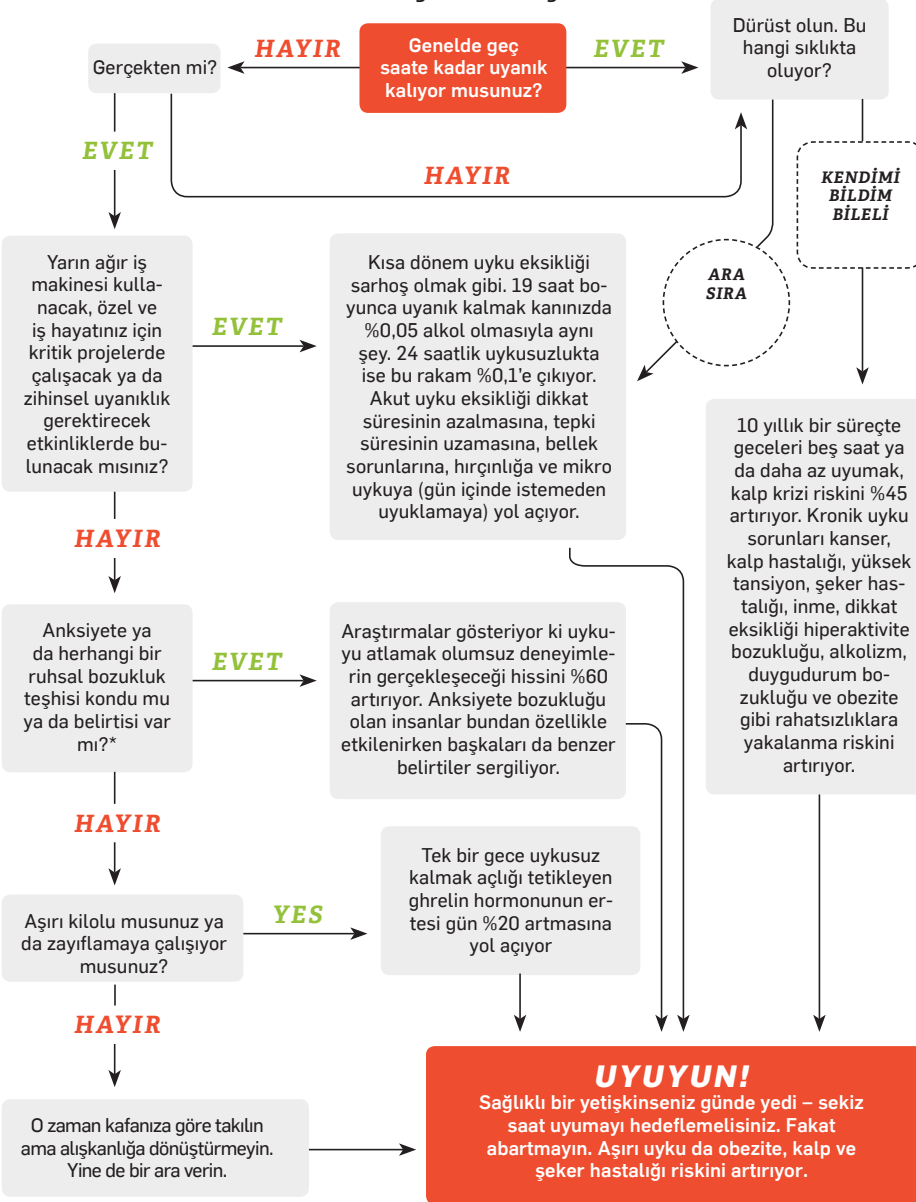 HAYIR
Genelde geç
saate kadar uyanık
kalıyor musunuz?
EVET
Dürüst olun. Bu
hangi sıklıkta
oluyor?
Gerçekten mi?
EVET
HAYIR
KENDİMİ
BİLDİM
BİLELİ
ARA
SIRA
Yarın ağır iş
makinesi kulla-
nacak, özel ve
iş hayatınız için
kritik projelerde
çalışacak ya da
zihinsel uyanıklık
gerektirecek
etkinliklerde bu-
lunacak mısınız?
EVET
Kısa dönem uyku eksikliği
sarhoş olmak gibi. 19 saat bo-
yunca uyanık kalmak kanınızda
%0,05 alkol olmasıyla aynı
şey. 24 saatlik uykusuzlukta
ise bu rakam %0,1'e çıkıyor.
Akut uyku eksikliği dikkat
süresinin azalmasına, tepki
süresinin uzamasına, bellek
sorunlarına, hırçınlığa ve mikro
uykuya (gün içinde istemeden
uyuklamaya) yol açıyor.
10 yıllık bir süreçte
geceleri beş saat ya
da daha az uyumak,
kalp krizi riskini %45
artırıyor. Kronik uyku
sorunları kanser,
kalp hastalığı, yüksek
tansiyon, şeker has-
talığı, inme, dikkat
eksikliği hiperaktivite
bozukluğu, alkolizm,
duygudurum bo-
zukluğu ve obezite
gibi rahatsızlıklara
yakalanma riskini
artırıyor.
HAYIR
Anksiyete ya
da herhangi bir
ruhsal bozukluk
teşhisi kondu mu
ya da belirtisi var
mı?*
EVET
Araştırmalar gösteriyor ki uyku-
yu atlamak olumsuz deneyimle-
rin gerçekleşeceği hissini %60
artırıyor. Anksiyete bozukluğu
olan insanlar bundan özellikle
etkilenirken başkaları da benzer
belirtiler sergiliyor.
HAYIR
Aşırı kilolu musunuz ya
da zayıflamaya çalışıyor
musunuz?
YES
Tek bir gece uykusuz
kalmak açlığı tetikleyen
ghrelin hormonunun er-
tesi gün %20 artmasına
yol açıyor
HAYIR
O zaman kafanıza göre takılın
ama alışkanlığa dönüştürmeyin.
Yine de bir ara verin.
UYUYUN!
Sağlıklı bir yetişkinseniz günde yedi – sekiz
saat uyumayı hedeflemelisiniz. Fakat
abartmayın. Aşırı uyku da obezite, kalp ve
şeker hastalığı riskini artırıyor.